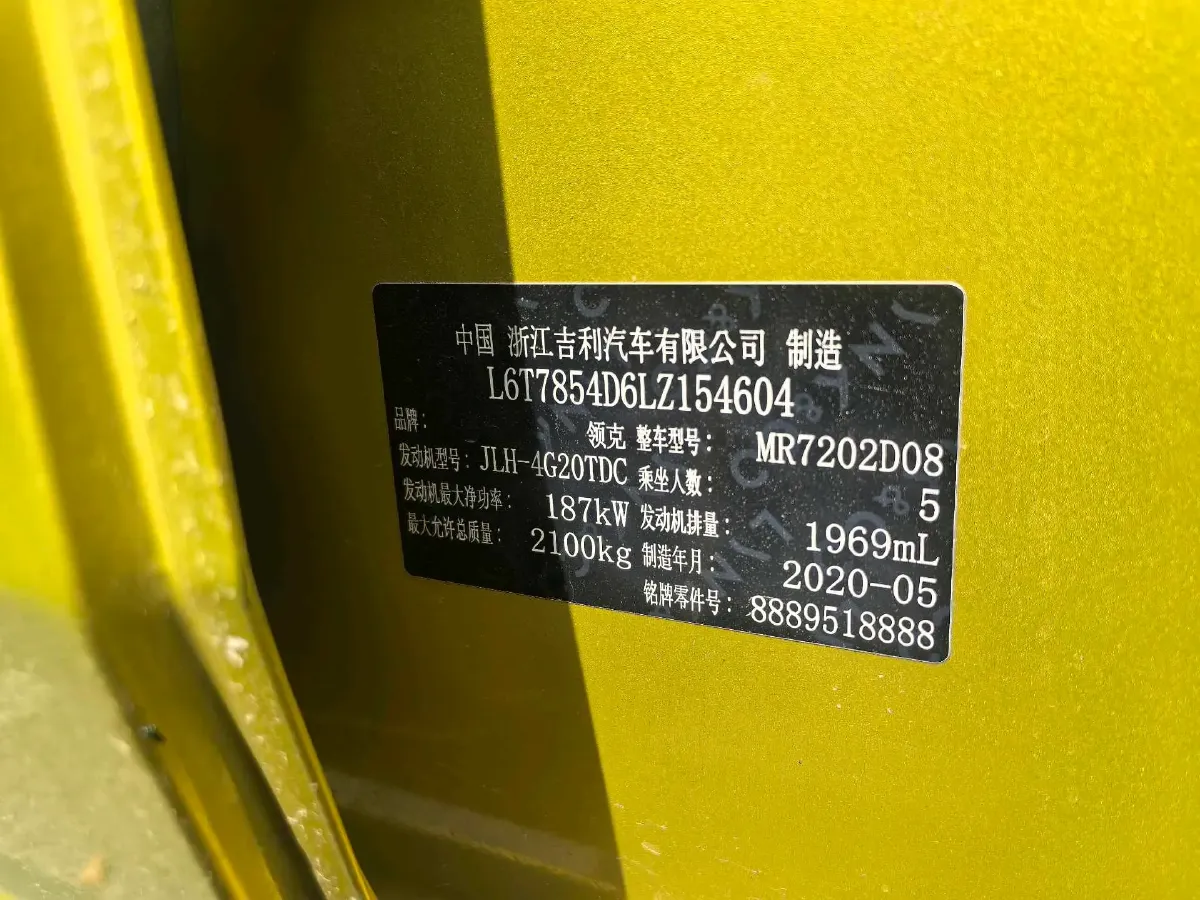 中国 浙江吉利汽车有限公司 制造
L6T7854D6LZ154604
品牌： 领克 整车型号： MR7202D08
发动机型号：JLH-4G20TDC 乘坐人数： 5
发动机最大净功率： 187kW 发动机排量： 1969mL
最大允许总质量： 2100kg 制造年月： 2020-05
铭牌零件号：8889518888